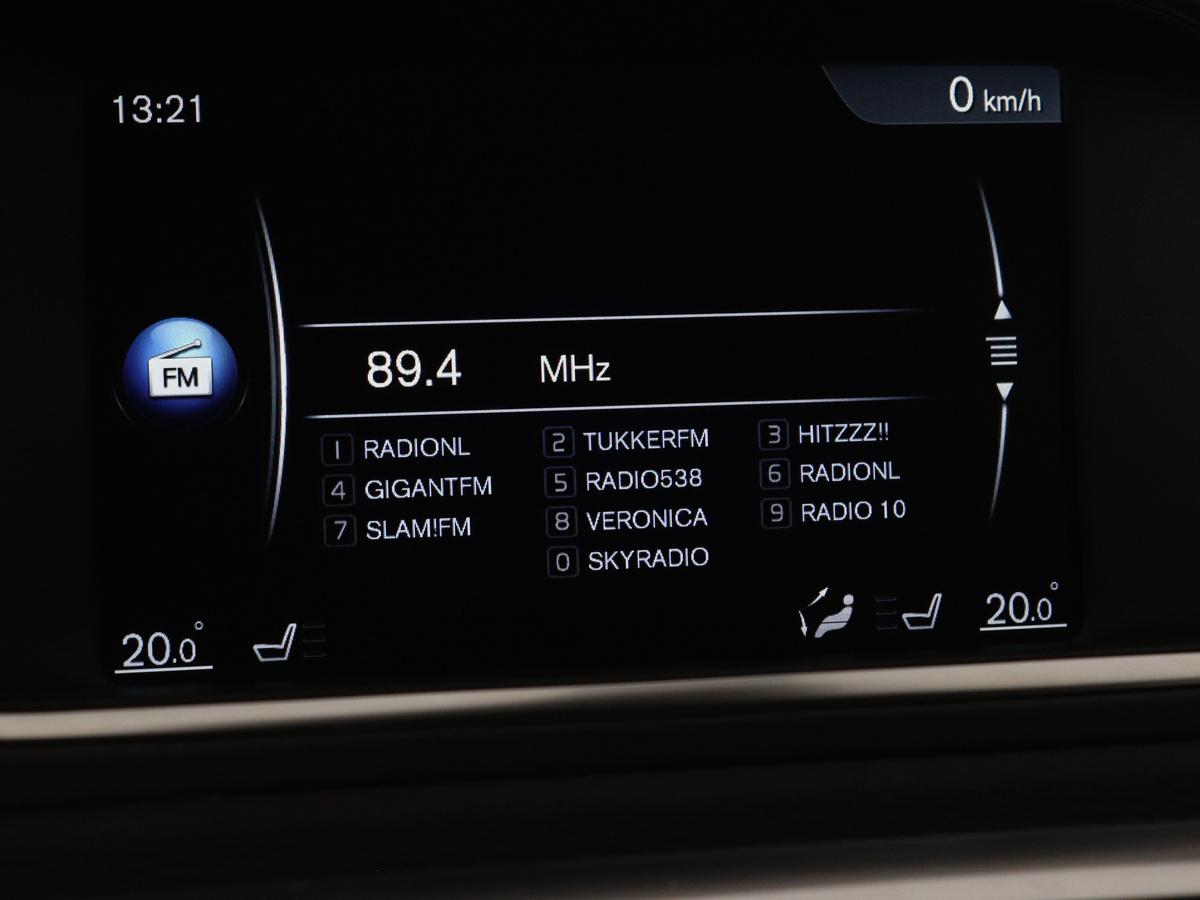 13:21
0 km/h
FM
89.4 MHz
1 RADIONL 2 TUKKERFM 3 HITZZZ!!
4 GIGANTFM 5 RADIO538 6 RADIONL
7 SLAM!FM 8 VERONICA 9 RADIO 10
0 SKYRADIO
20.0° 20.0°